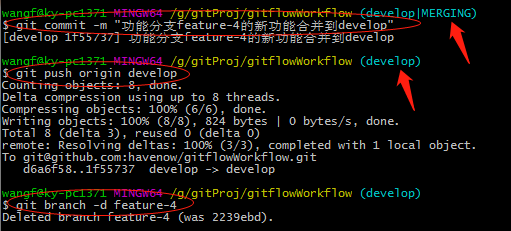 wangf@ky-pc1371 MINGW64 /g/gitProj/gitflowWorkflow (develop|MERGING)
$ git commit -m "功能分支feature-4的新功能合并到develop"
[develop 1f55737] 功能分支feature-4的新功能合并到develop
wangf@ky-pc1371 MINGW64 /g/gitProj/gitflowWorkflow (develop)
$ git push origin develop
Counting objects: 8, done.
Delta compression using up to 8 threads.
Compressing objects: 100% (6/6), done.
Writing objects: 100% (8/8), 824 bytes | 0 bytes/s, done.
Total 8 (delta 3), reused 0 (delta 0)
remote: Resolving deltas: 100% (3/3), completed with 1 local object.
To git@github.com:havenow/gitflowWorkflow.git
   d6a6f58..1f55737  develop -> develop
wangf@ky-pc1371 MINGW64 /g/gitProj/gitflowWorkflow (develop)
$ git branch -d feature-4
Deleted branch feature-4 (was 2239ebd).